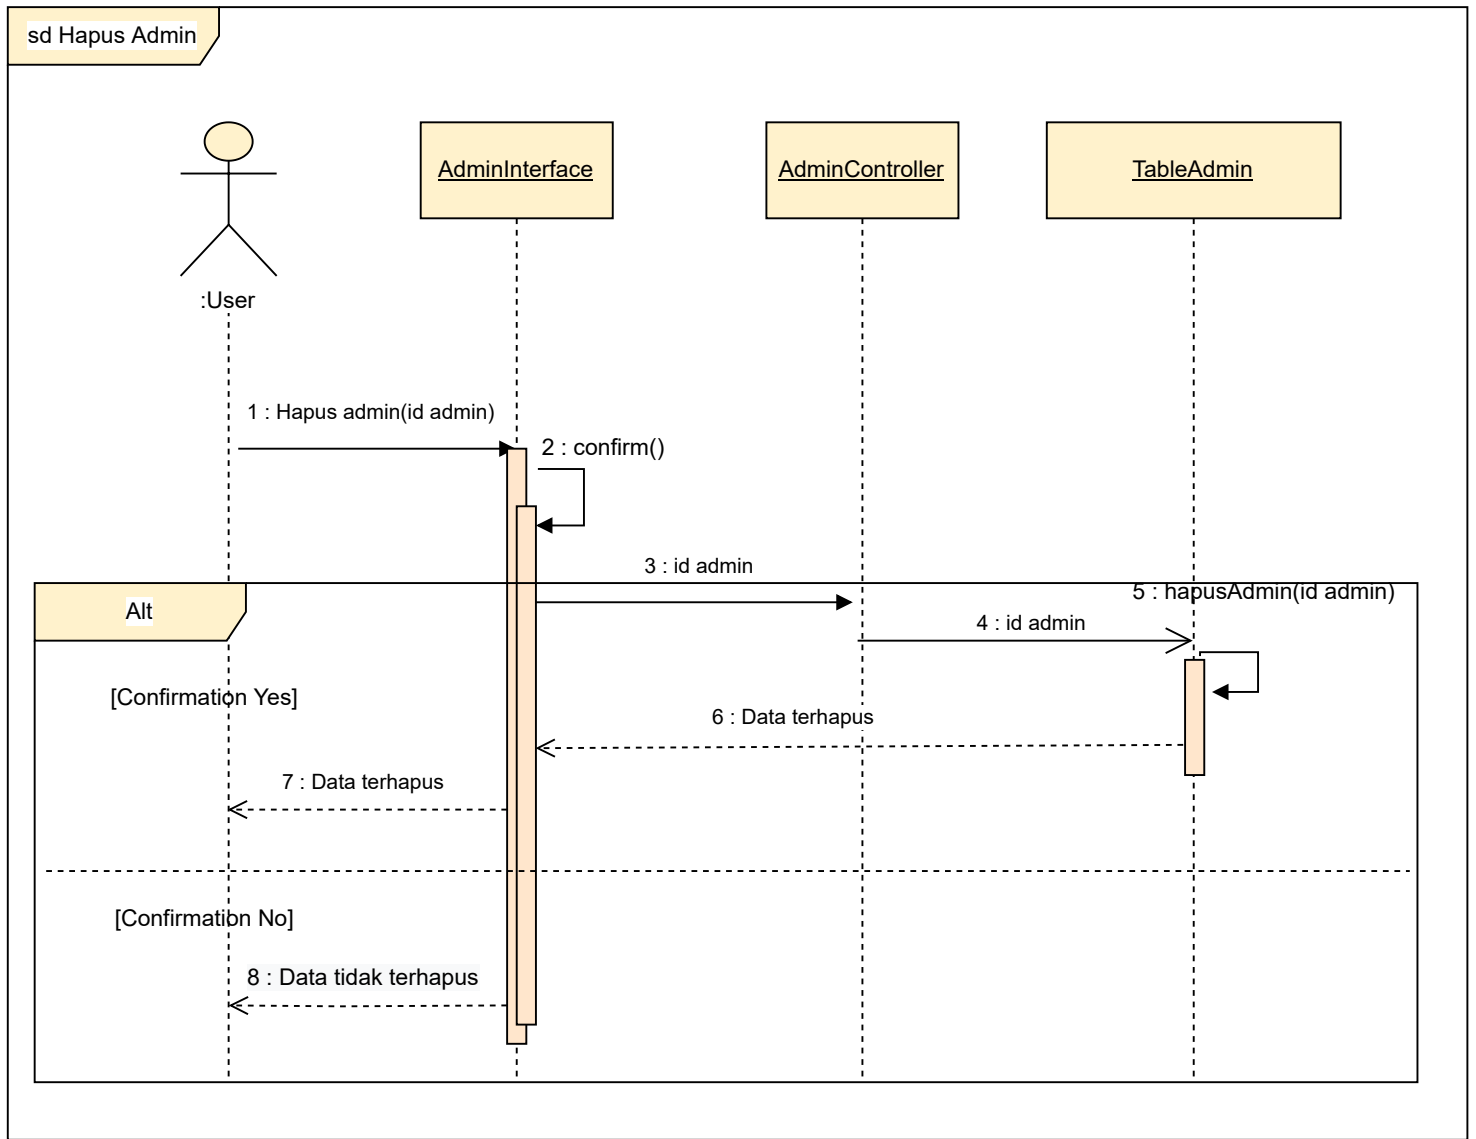 sd Hapus Admin
AdminInterface
AdminController
TableAdmin
:User
1 : Hapus admin(id admin)
2 : confirm()
3 : id admin
5 : hapusAdmin(id admin)
Alt
4 : id admin
[Confirmation Yes]
6 : Data terhapus
7 : Data terhapus
[Confirmation No]
8 : Data tidak terhapus